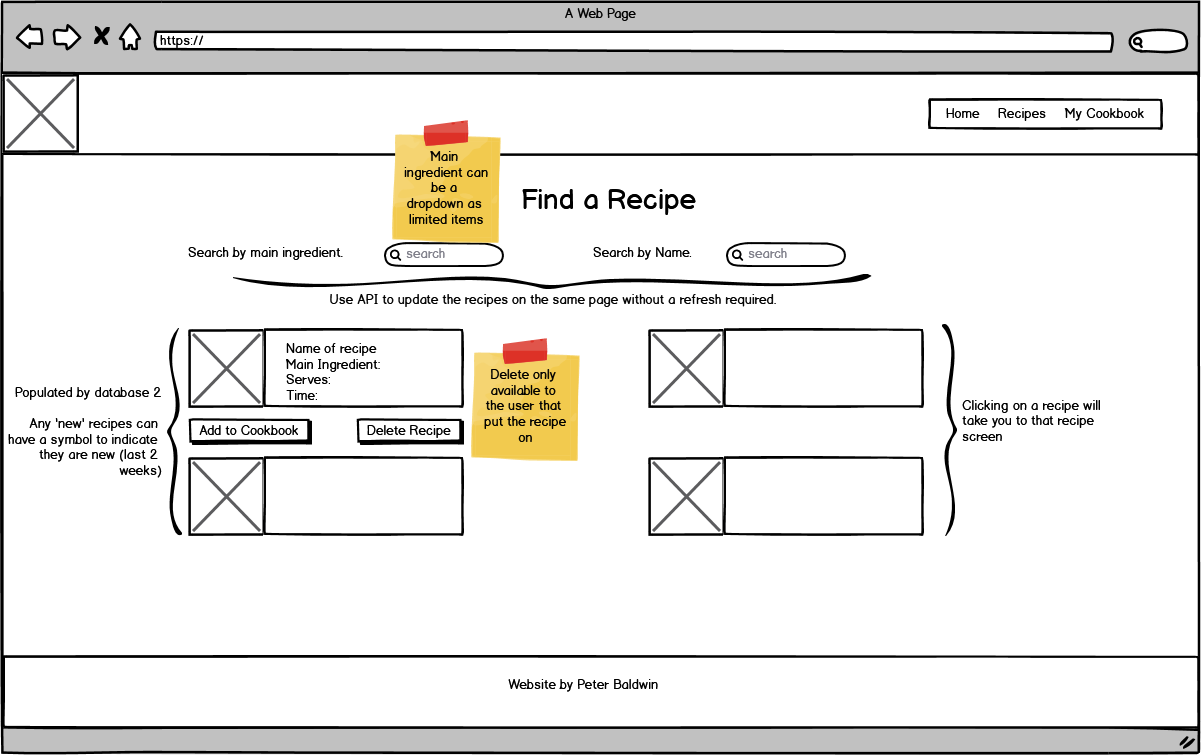 A Web Page
https://
Home Recipes My Cookbook
Main
ingredient can
be a
dropdown as
limited items
Find a Recipe
Search by main ingredient.
search
Search by Name.
search
Use API to update the recipes on the same page without a refresh required.
Populated by database 2
Any 'new' recipes can
have a symbol to indicate
they are new (last 2
weeks)
Name of recipe
Main Ingredient:
Serves:
Time:
Add to Cookbook
Delete Recipe
Delete only
available to
the user that
put the recipe
on
Clicking on a recipe will
take you to that recipe
screen
Website by Peter Baldwin